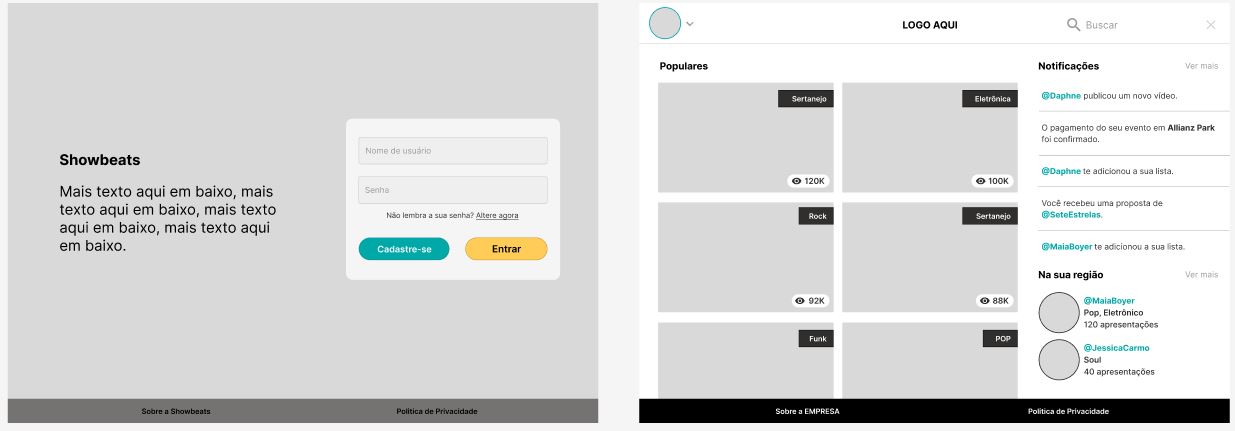 Showbeats
Mais texto aqui em baixo, mais
texto aqui em baixo, mais texto
aqui em baixo, mais texto aqui
em baixo.
Nome de usuário
Senha
Não lembra a sua senha? Altere agora
Cadastre-se
Entrar
Sobre a Showbeats
Politica de Privacidade
LOGO AQUI
Buscar
Populares
Sertanejo
120K
Eletrônica
100K
Rock
92K
Sertanejo
88K
Funk
POP
Notificações
Ver mais
@Daphne publicou um novo vídeo.
O pagamento do seu evento em Allianz Park
foi confirmado.
@Daphne te adicionou a sua lista.
Você recebeu uma proposta de
@SeteEstrelas.
@MaiaBoyer te adicionou a sua lista.
Na sua região
Ver mais
@MaiaBoyer
Pop, Eletrônico
120 apresentações
@JessicaCarmo
Soul
40 apresentações
Sobre a EMPRESA
Politica de Privacidade